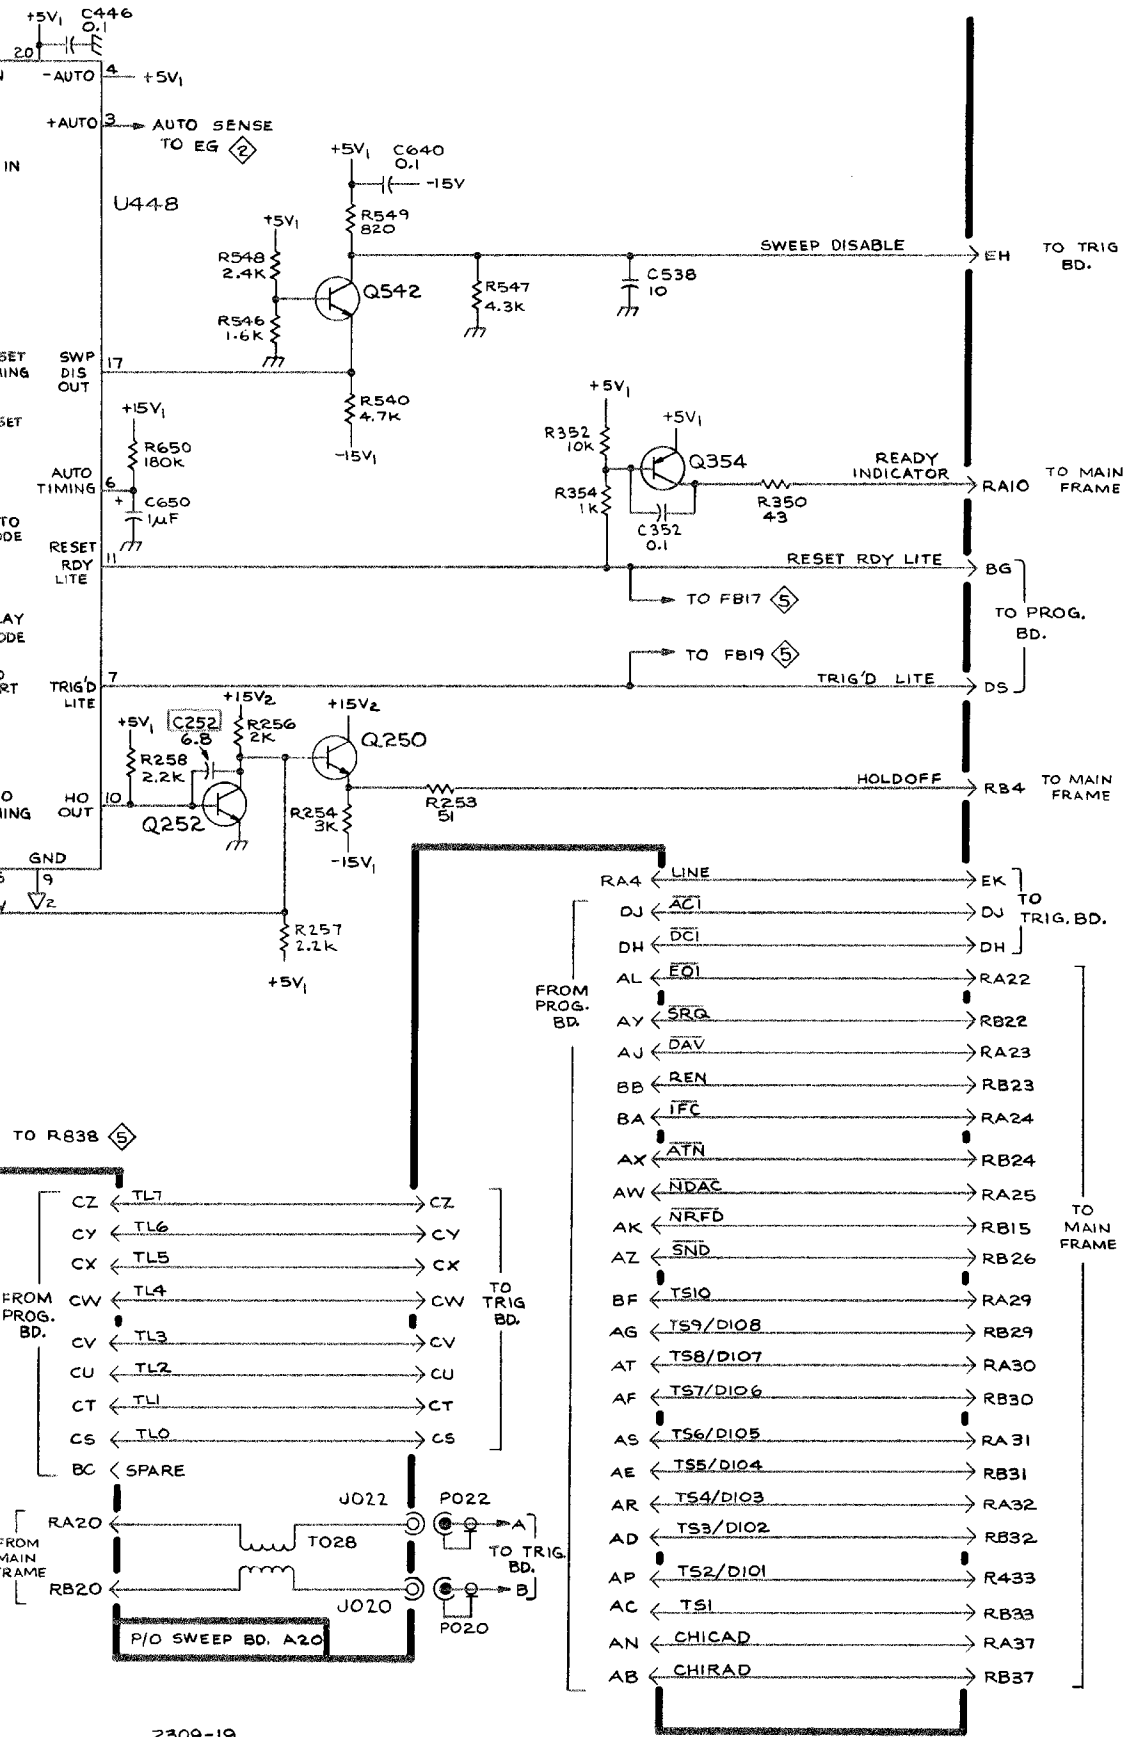 +5V1
C446
0.1
20
-AUTO 4 +5V1
+AUTO 3 AUTO SENSE
TO EG 2
IN
U448
+5V1
C640
0.1
-15V
R549
820
+5V1
R548
2.4K
Q542
R546
1.6K
R547
4.3K
C538
10
SWEEP DISABLE
EH
TO TRIG
BD.
SWP
DIS
OUT
17
R540
4.7K
-15V1
+15V1
R650
180K
AUTO
TIMING
6
+
C650
1µF
+5V1
R352
10K
+5V1
Q354
R354
1K
C352
0.1
R350
43
READY
INDICATOR
RA10
TO MAIN
FRAME
RESET
RDY
LITE
11
RESET RDY LITE
BG
TO FB17 5
TO PROG.
BD.
TO FB19 5
TRIG'D
LITE
7
TRIG'D LITE
DS
+5V1
C252
6.8
+15V2
R256
2K
+15V2
Q250
R258
2.2K
HO
OUT
10
Q252
R254
3K
-15V1
R253
51
HOLDOFF
RB4
TO MAIN
FRAME
GND
9
2
R257
2.2K
+5V1
RA4 LINE EK
DJ AC1 DJ
DH DC1 DH
TO
TRIG. BD.
FROM
PROG.
BD.
AL EOI RA22
AY SRQ RB22
AJ DAV RA23
BB REN RB23
BA IFC RA24
AX ATN RB24
AW NDAC RA25
AK NRFD RB15
AZ SND RB26
BF TS10 RA29
AG TS9/DIO8 RB29
AT TS8/DIO7 RA30
AF TS7/DIO6 RB30
AS TS6/DIO5 RA31
AE TS5/DIO4 RB31
AR TS4/DIO3 RA32
AD TS3/DIO2 RB32
AP TS2/DIO1 R433
AC TS1 RB33
AN CHICAD RA37
AB CHIRAD RB37
TO
MAIN
FRAME
TO R838 5
FROM
PROG.
BD.
CZ TL7 CZ
CY TL6 CY
CX TL5 CX
CW TL4 CW
CV TL3 CV
CU TL2 CU
CT TL1 CT
CS TL0 CS
BC SPARE
TO
TRIG
BD.
RA20
T028
J022
P022
A
RB20
J020
P020
B
TO TRIG.
BD.
P/O SWEEP BD. A20
2309-19